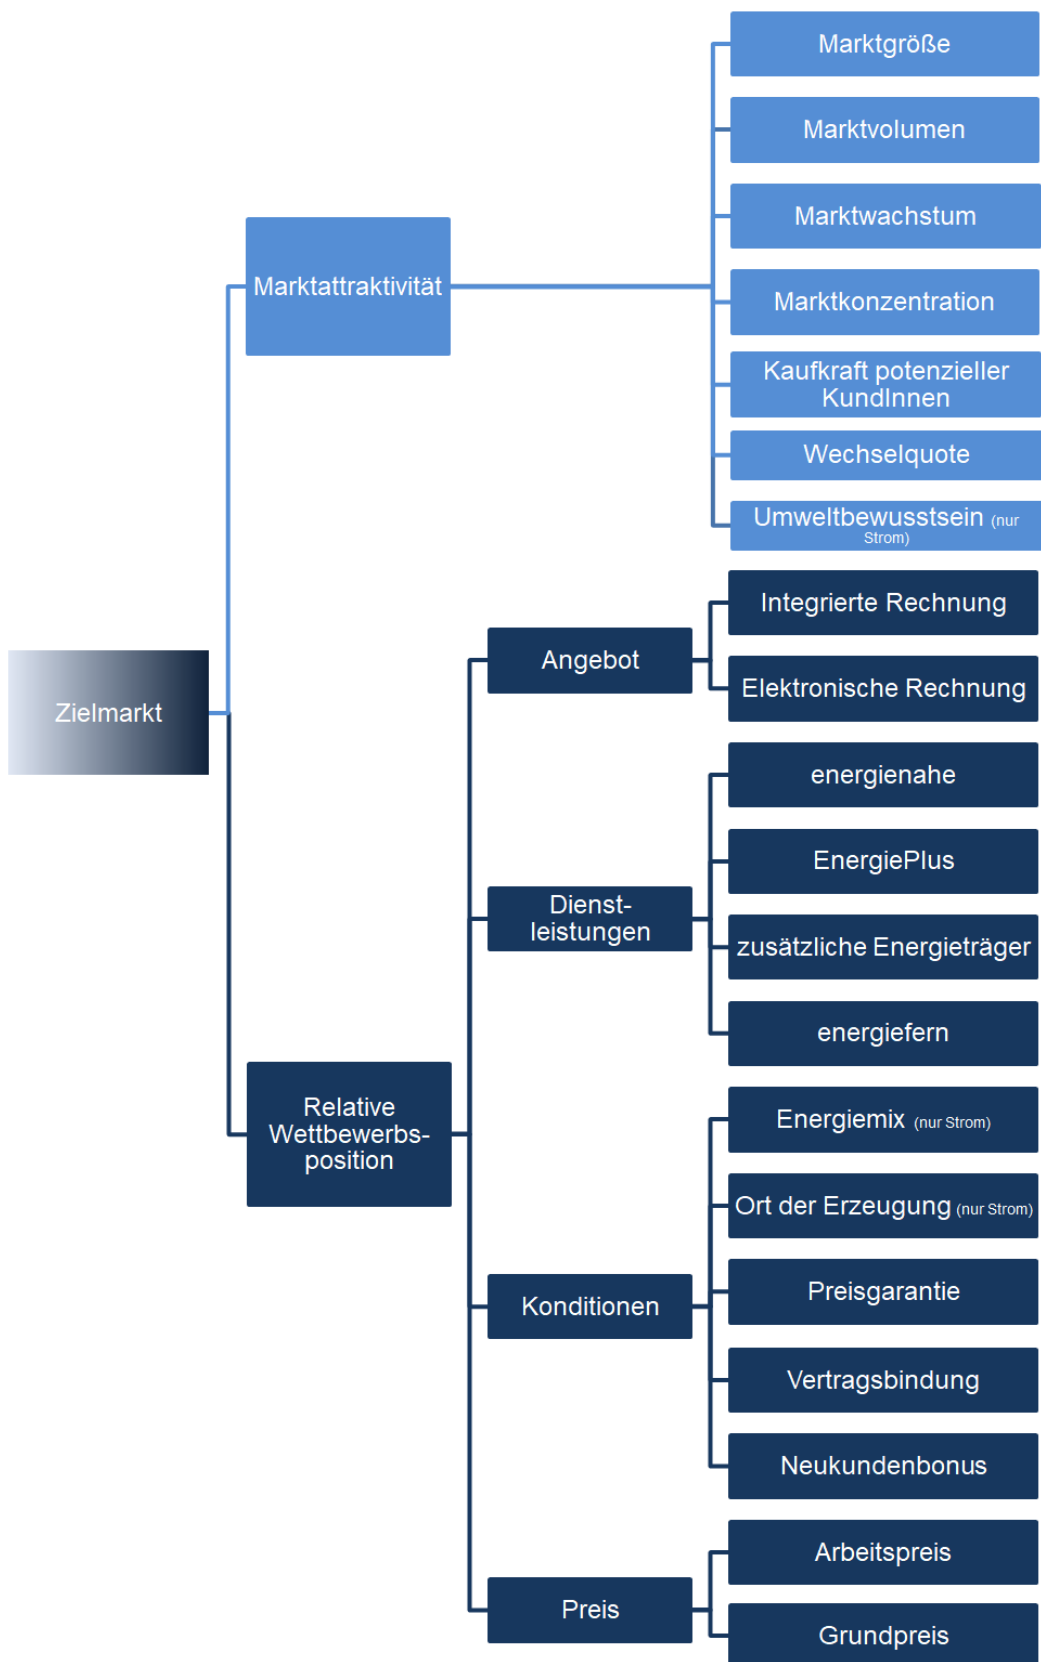 Marktgröße
Marktvolumen
Marktwachstum
Marktattraktivität
Marktkonzentration
Kaufkraft potenzieller
KundInnen
Wechselquote
Umweltbewusstsein (nur
Strom)
Integrierte Rechnung
Angebot
Elektronische Rechnung
Zielmarkt
energienahe
EnergiePlus
Dienst-
leistungen
zusätzliche Energieträger
energiefern
Relative
Wettbewerbs-
position
Energiemix (nur Strom)
Ort der Erzeugung (nur Strom)
Preisgarantie
Konditionen
Vertragsbindung
Neukundenbonus
Arbeitspreis
Preis
Grundpreis